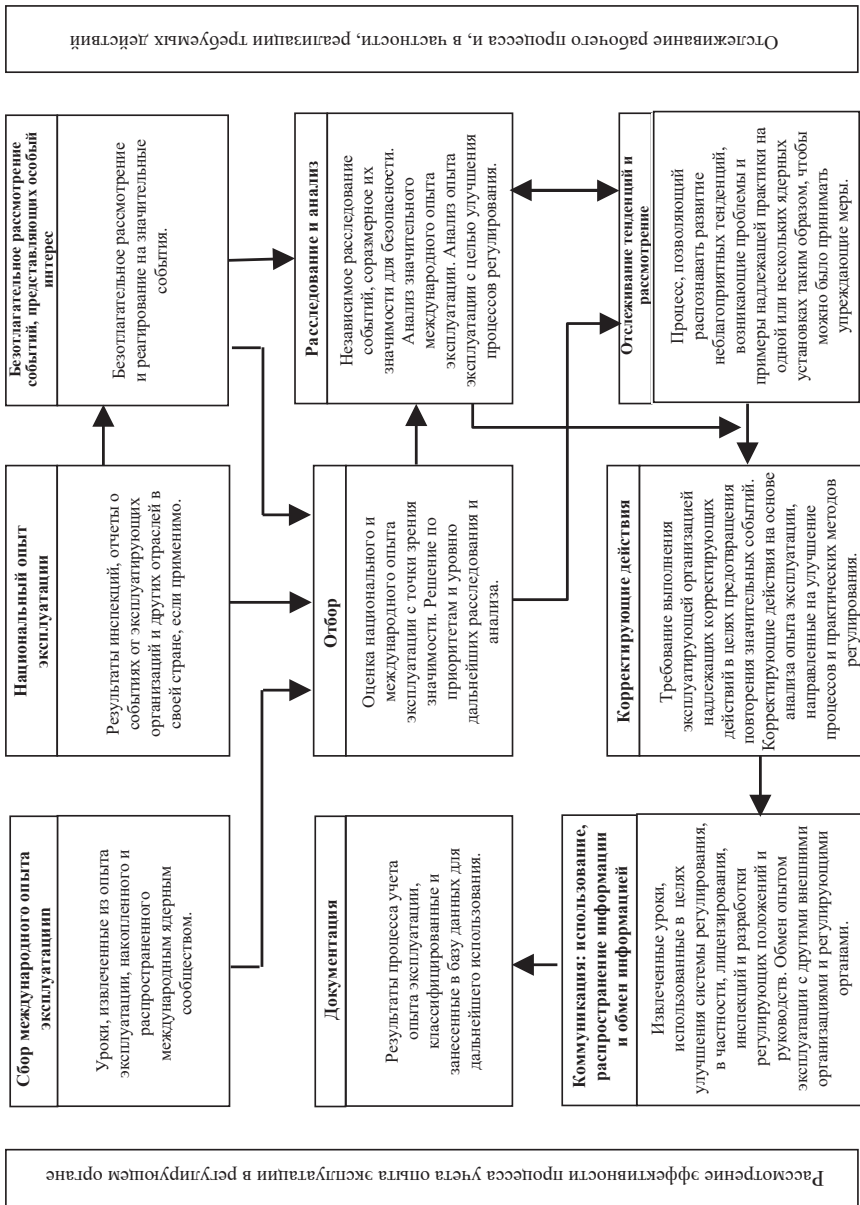 Рассмотрение эффективности процесса учета опыта эксплуатации в регулирующем органе
Сбор международного опыта
эксплуатациип
Уроки, извлеченные из опыта
эксплуатации, накопленного и
распространенного
международным ядерным
сообществом.
Национальный опыт
эксплуатации
Результаты инспекций, отчеты о
событиях от эксплуатирующих
организаций и других отраслей в
своей стране, если применимо.
Безотлагательное рассмотрение
событий, представляющих особый
интерес
Безотлагательное рассмотрение
и реагирование на значительные
события.
Документация
Результаты процесса учета
опыта эксплуатации,
классифицированные и
занесенные в базу данных для
дальнейшего использования.
Отбор
Оценка национального и
международного опыта
эксплуатации с точки зрения
значимости. Решение по
приоритетам и уровню
дальнейших расследования и
анализа.
Расследование и анализ
Независимое расследование
событий, соразмерное их
значимости для безопасности.
Анализ значительного
международного опыта
эксплуатации. Анализ опыта
эксплуатации с целью улучшения
процессов регулирования.
Коммуникация: использование,
распространение информации
и обмен информацией
Извлеченные уроки,
использованные в целях
улучшения системы регулирования,
в частности, лицензирования,
инспекций и разработки
регулирующих положений и
руководств. Обмен опытом
эксплуатации с другими внешними
организациями и регулирующими
органами.
Корректирующие действия
Требование выполнения
эксплуатирующей организацией
надлежащих корректирующих
действий в целях предотвращения
повторения значительных событий.
Корректирующие действия на основе
анализа опыта эксплуатации,
направленные на улучшение
процессов и практических методов
регулирования.
Отслеживание тенденций и
рассмотрение
Процесс, позволяющий
распознавать развитие
неблагоприятных тенденций,
возникающие проблемы и
примеры надлежащей практики на
одной или нескольких ядерных
установках таким образом, чтобы
можно было принимать
упреждающие меры.
Отслеживание рабочего процесса и, в частности, реализации требуемых действий